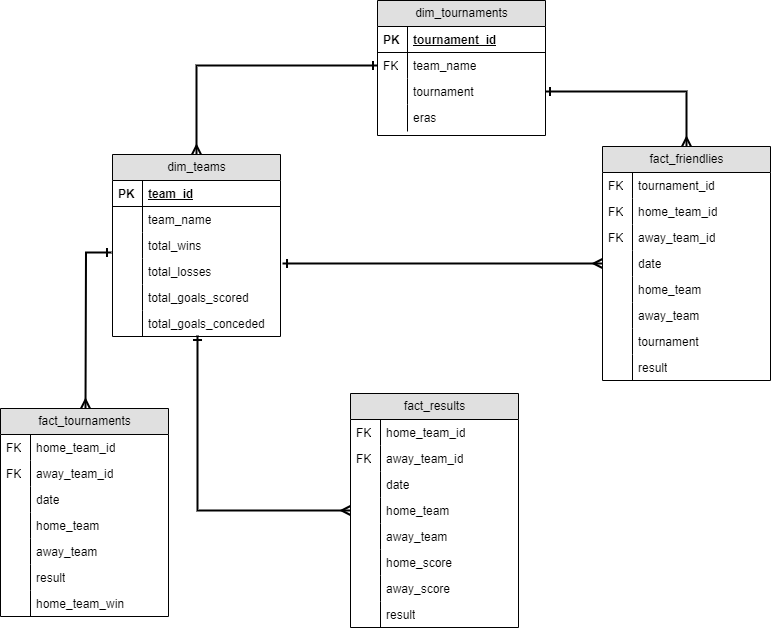 dim_tournaments
PK tournament_id
FK team_name
tournament
eras
dim_teams
PK team_id
team_name
total_wins
total_losses
total_goals_scored
total_goals_conceded
fact_friendlies
FK tournament_id
FK home_team_id
FK away_team_id
date
home_team
away_team
tournament
result
fact_tournaments
FK home_team_id
FK away_team_id
date
home_team
away_team
result
home_team_win
fact_results
FK home_team_id
FK away_team_id
date
home_team
away_team
home_score
away_score
result